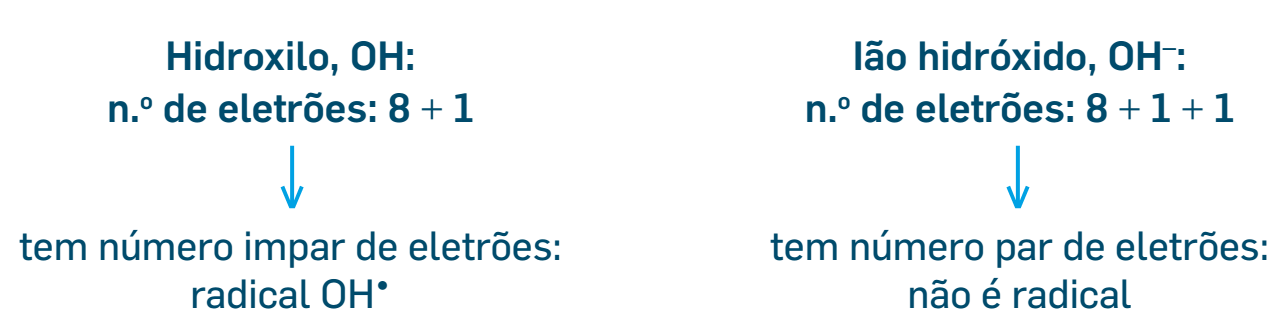 Hidroxilo, OH:
n.º de eletrões: 8 + 1
tem número impar de eletrões:
radical OH•
Ião hidróxido, OH⁻:
n.º de eletrões: 8 + 1 + 1
tem número par de eletrões:
não é radical